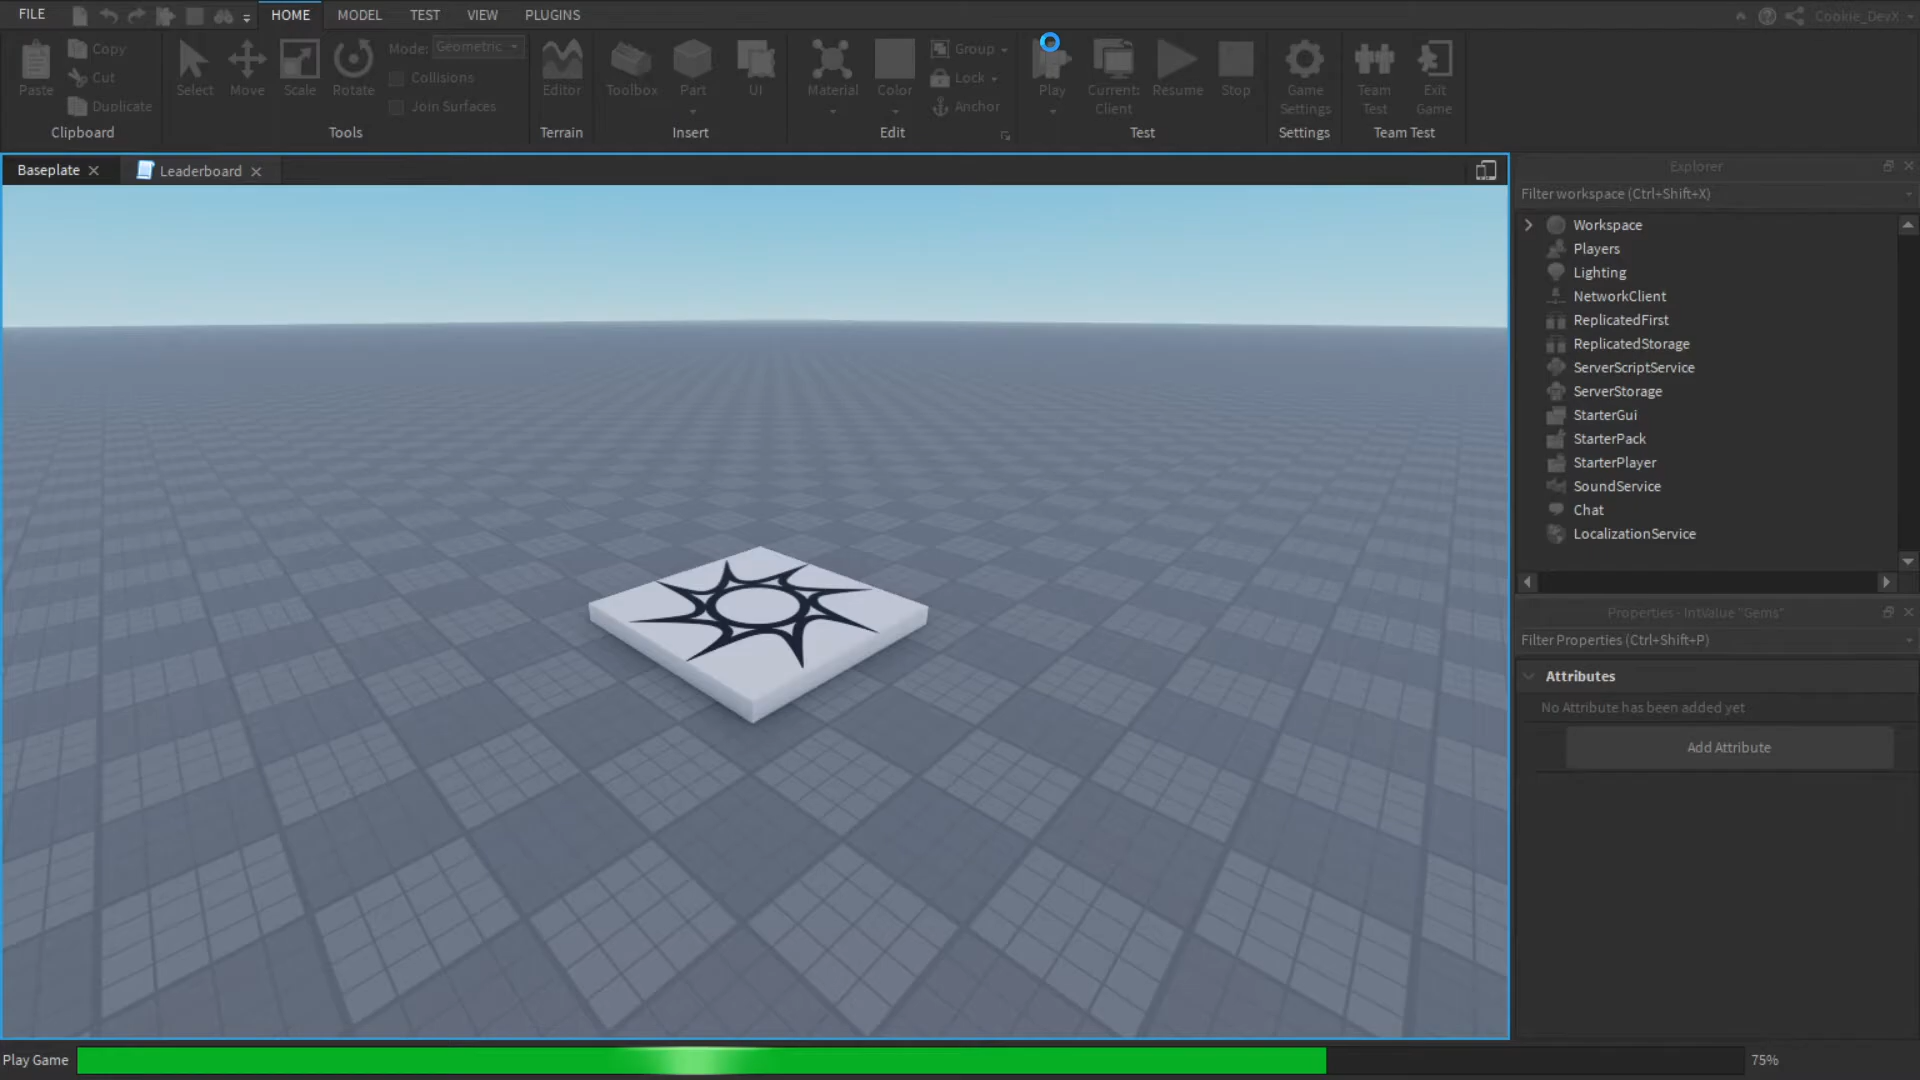 FILE
HOME
MODEL
TEST
VIEW
PLUGINS
Cookie_DevX
Paste
Copy
Cut
Duplicate
Clipboard
Select
Move
Scale
Rotate
Mode: Geometric
Collisions
Join Surfaces
Tools
Editor
Terrain
Toolbox
Part
UI
Insert
Material
Color
Group
Lock
Anchor
Edit
Play
Current:
Client
Resume
Stop
Test
Game
Settings
Settings
Team
Test
Exit
Game
Team Test
Baseplate
Leaderboard
Explorer
Filter workspace (Ctrl+Shift+X)
Workspace
Players
Lighting
NetworkClient
ReplicatedFirst
ReplicatedStorage
ServerScriptService
ServerStorage
StarterGui
StarterPack
StarterPlayer
SoundService
Chat
LocalizationService
Properties - IntValue "Gems"
Filter Properties (Ctrl+Shift+P)
Attributes
No Attribute has been added yet
Add Attribute
Play Game
75%